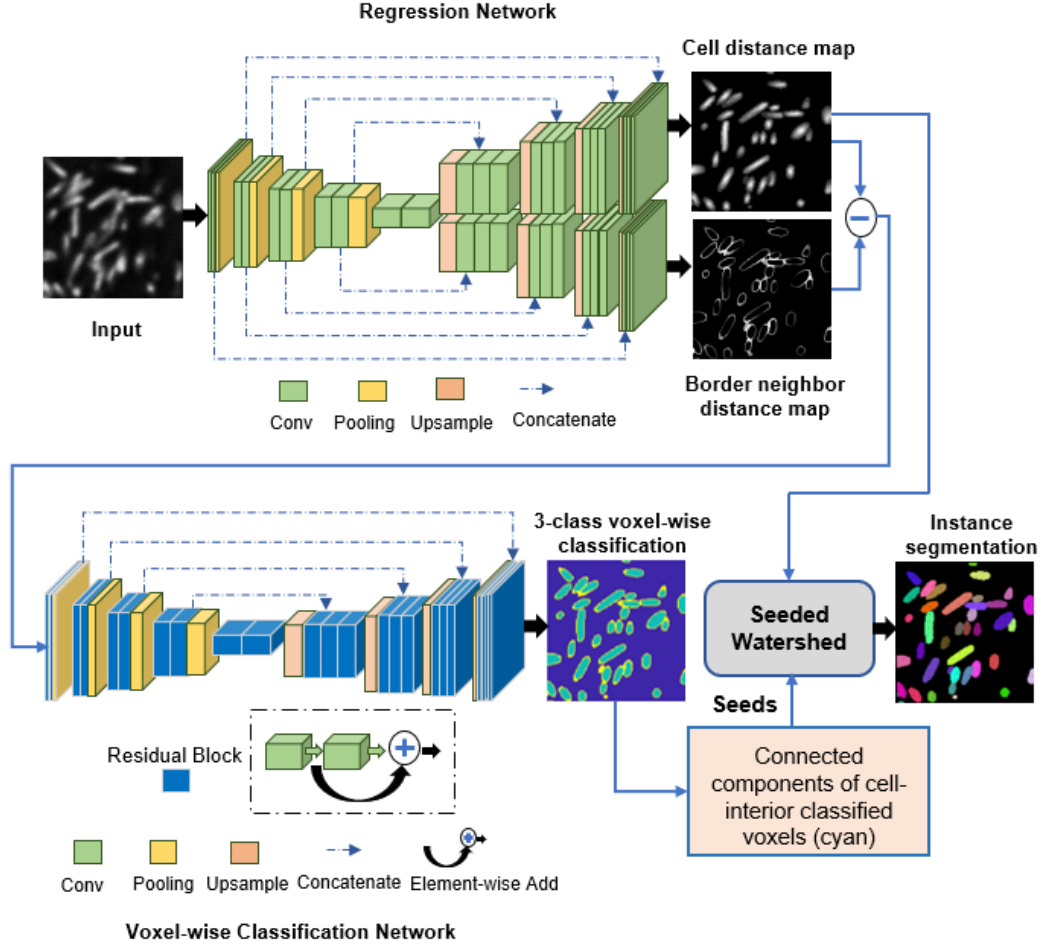 Regression Network
Cell distance map
Input
Border neighbor
distance map
Conv
Pooling
Upsample
Concatenate
3-class voxel-wise
classification
Instance
segmentation
Seeded
Watershed
Seeds
Residual Block
Connected
components of cell-
interior classified
voxels (cyan)
Conv
Pooling
Upsample
Concatenate
Element-wise Add
Voxel-wise Classification Network